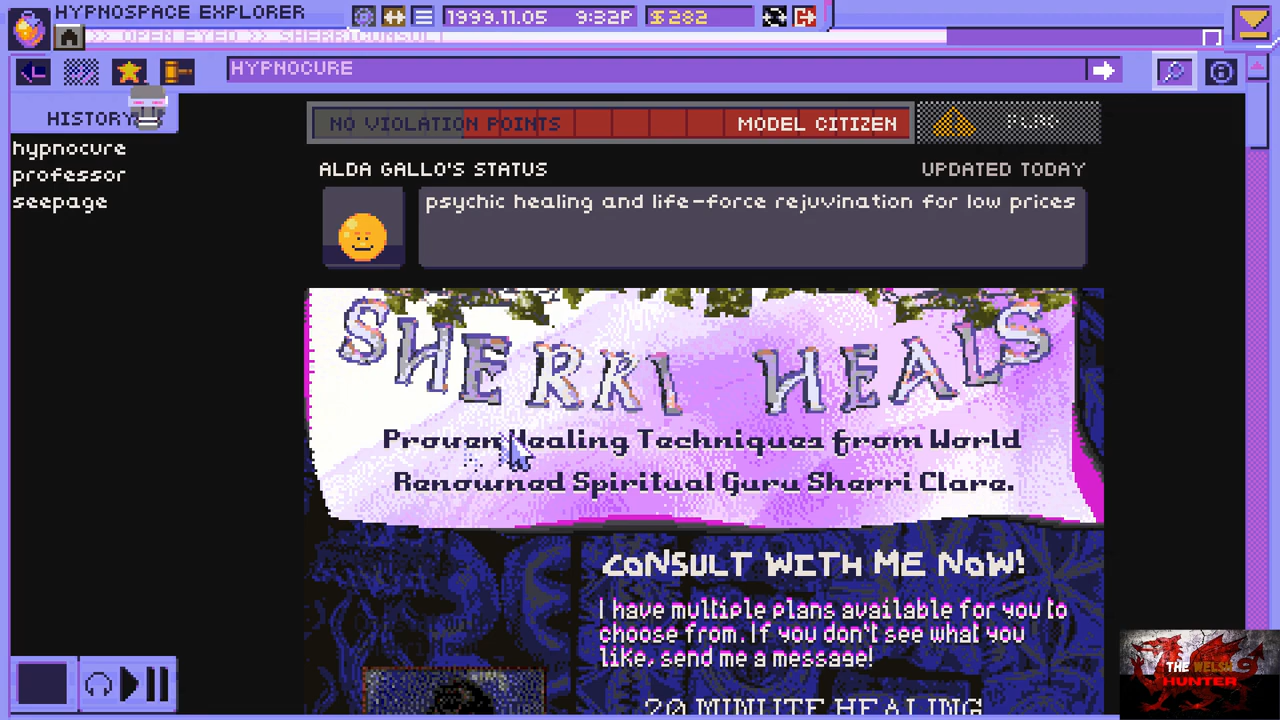 HYPNOSPACE EXPLORER
1999.11.05 9:32P 282
>> OPEN EYED >> SHERRICONSULT
HYPNOCURE
HISTORY
hypnocure
professor
seepage
NO VIOLATION POINTS MODEL CITIZEN
ALDA GALLO'S STATUS UPDATED TODAY
psychic healing and life-force rejuvination for low prices
SHERRI HEALS
Proven Healing Techniques from World
Renowned Spiritual Guru Sherri Clare.
CoNSULT WITH ME NoW!
I have multiple plans available for you to
choose from. If you don't see what you
like, send me a message!
20 MINUTE HEALING
THE WELSH
HUNTER